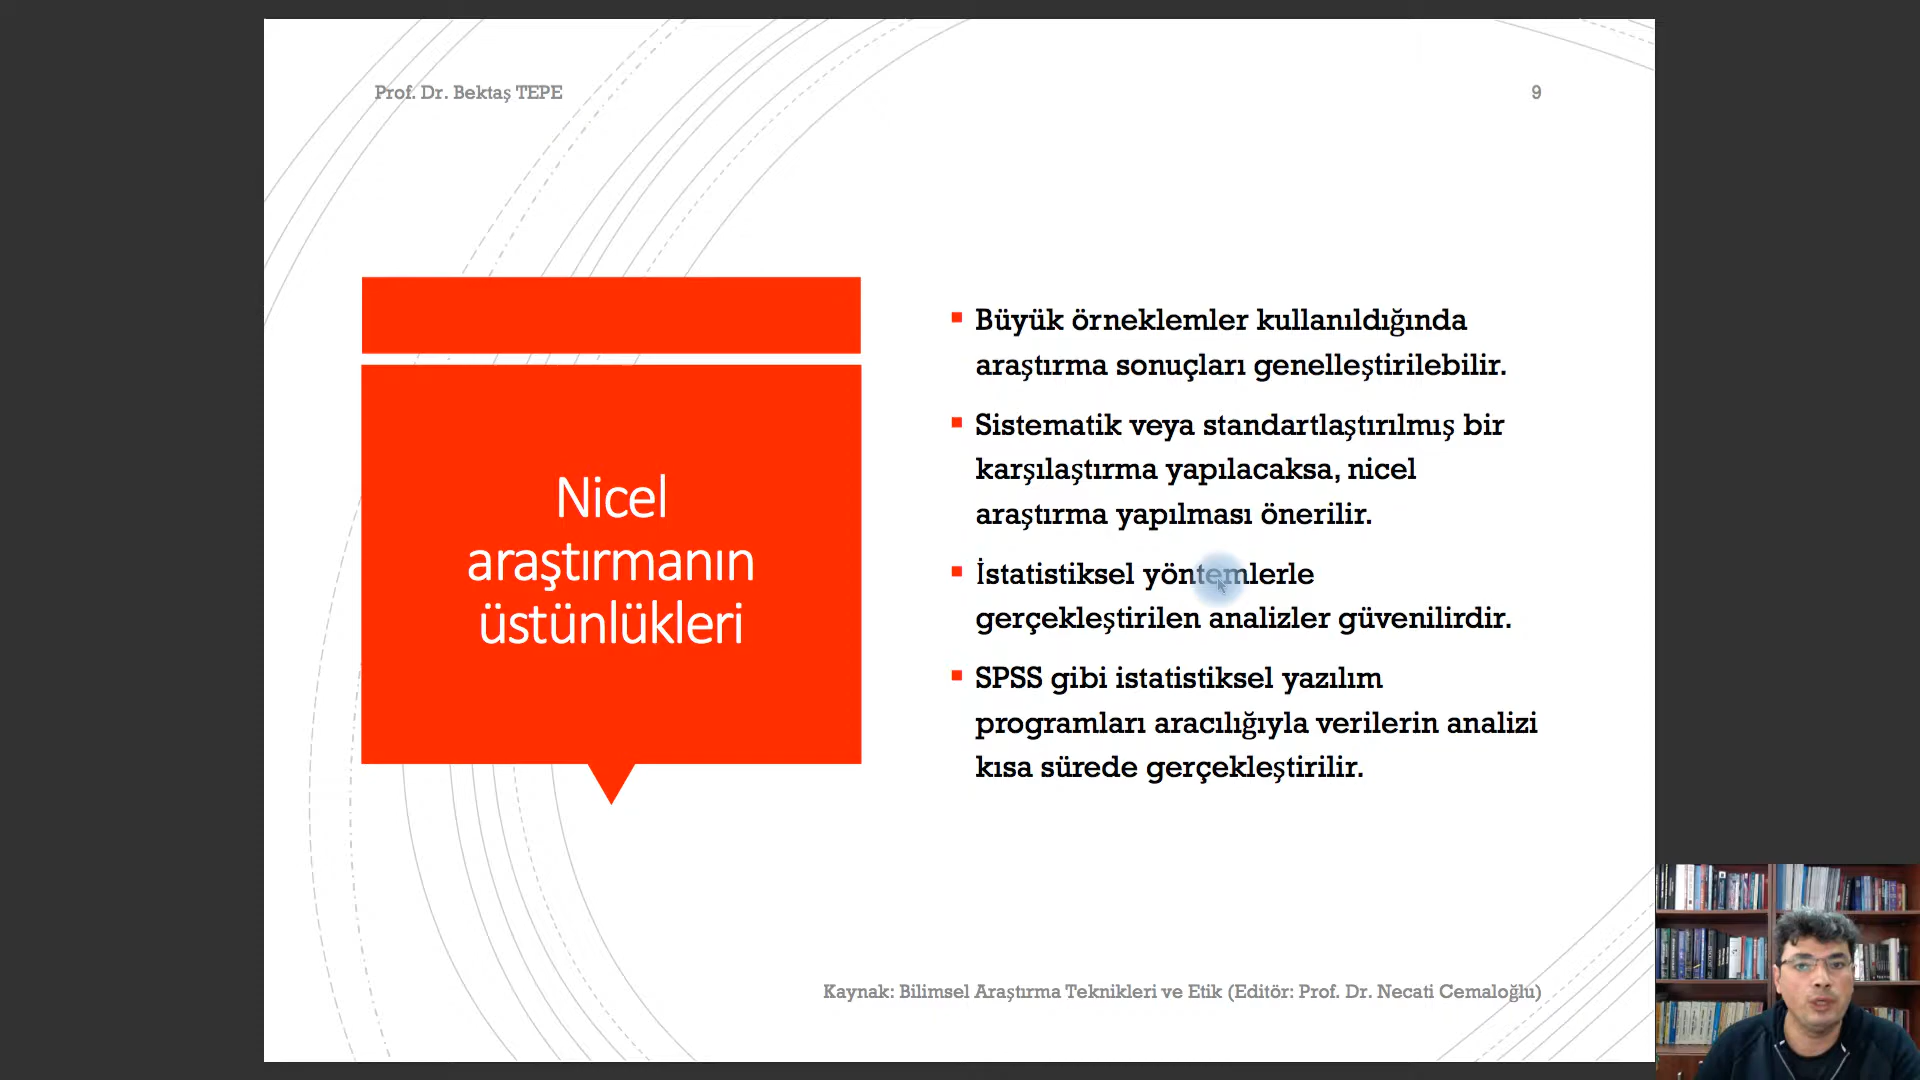 Prof. Dr. Bektaş TEPE
9
Nicel
araştırmanın
üstünlükleri
Büyük örneklemler kullanıldığında
araştırma sonuçları genelleştirilebilir.
Sistematik veya standartlaştırılmış bir
karşılaştırma yapılacaksa, nicel
araştırma yapılması önerilir.
İstatistiksel yöntemlerle
gerçekleştirilen analizler güvenilirdir.
SPSS gibi istatistiksel yazılım
programları aracılığıyla verilerin analizi
kısa sürede gerçekleştirilir.
Kaynak: Bilimsel Araştırma Teknikleri ve Etik (Editör: Prof. Dr. Necati Cemaloğlu)